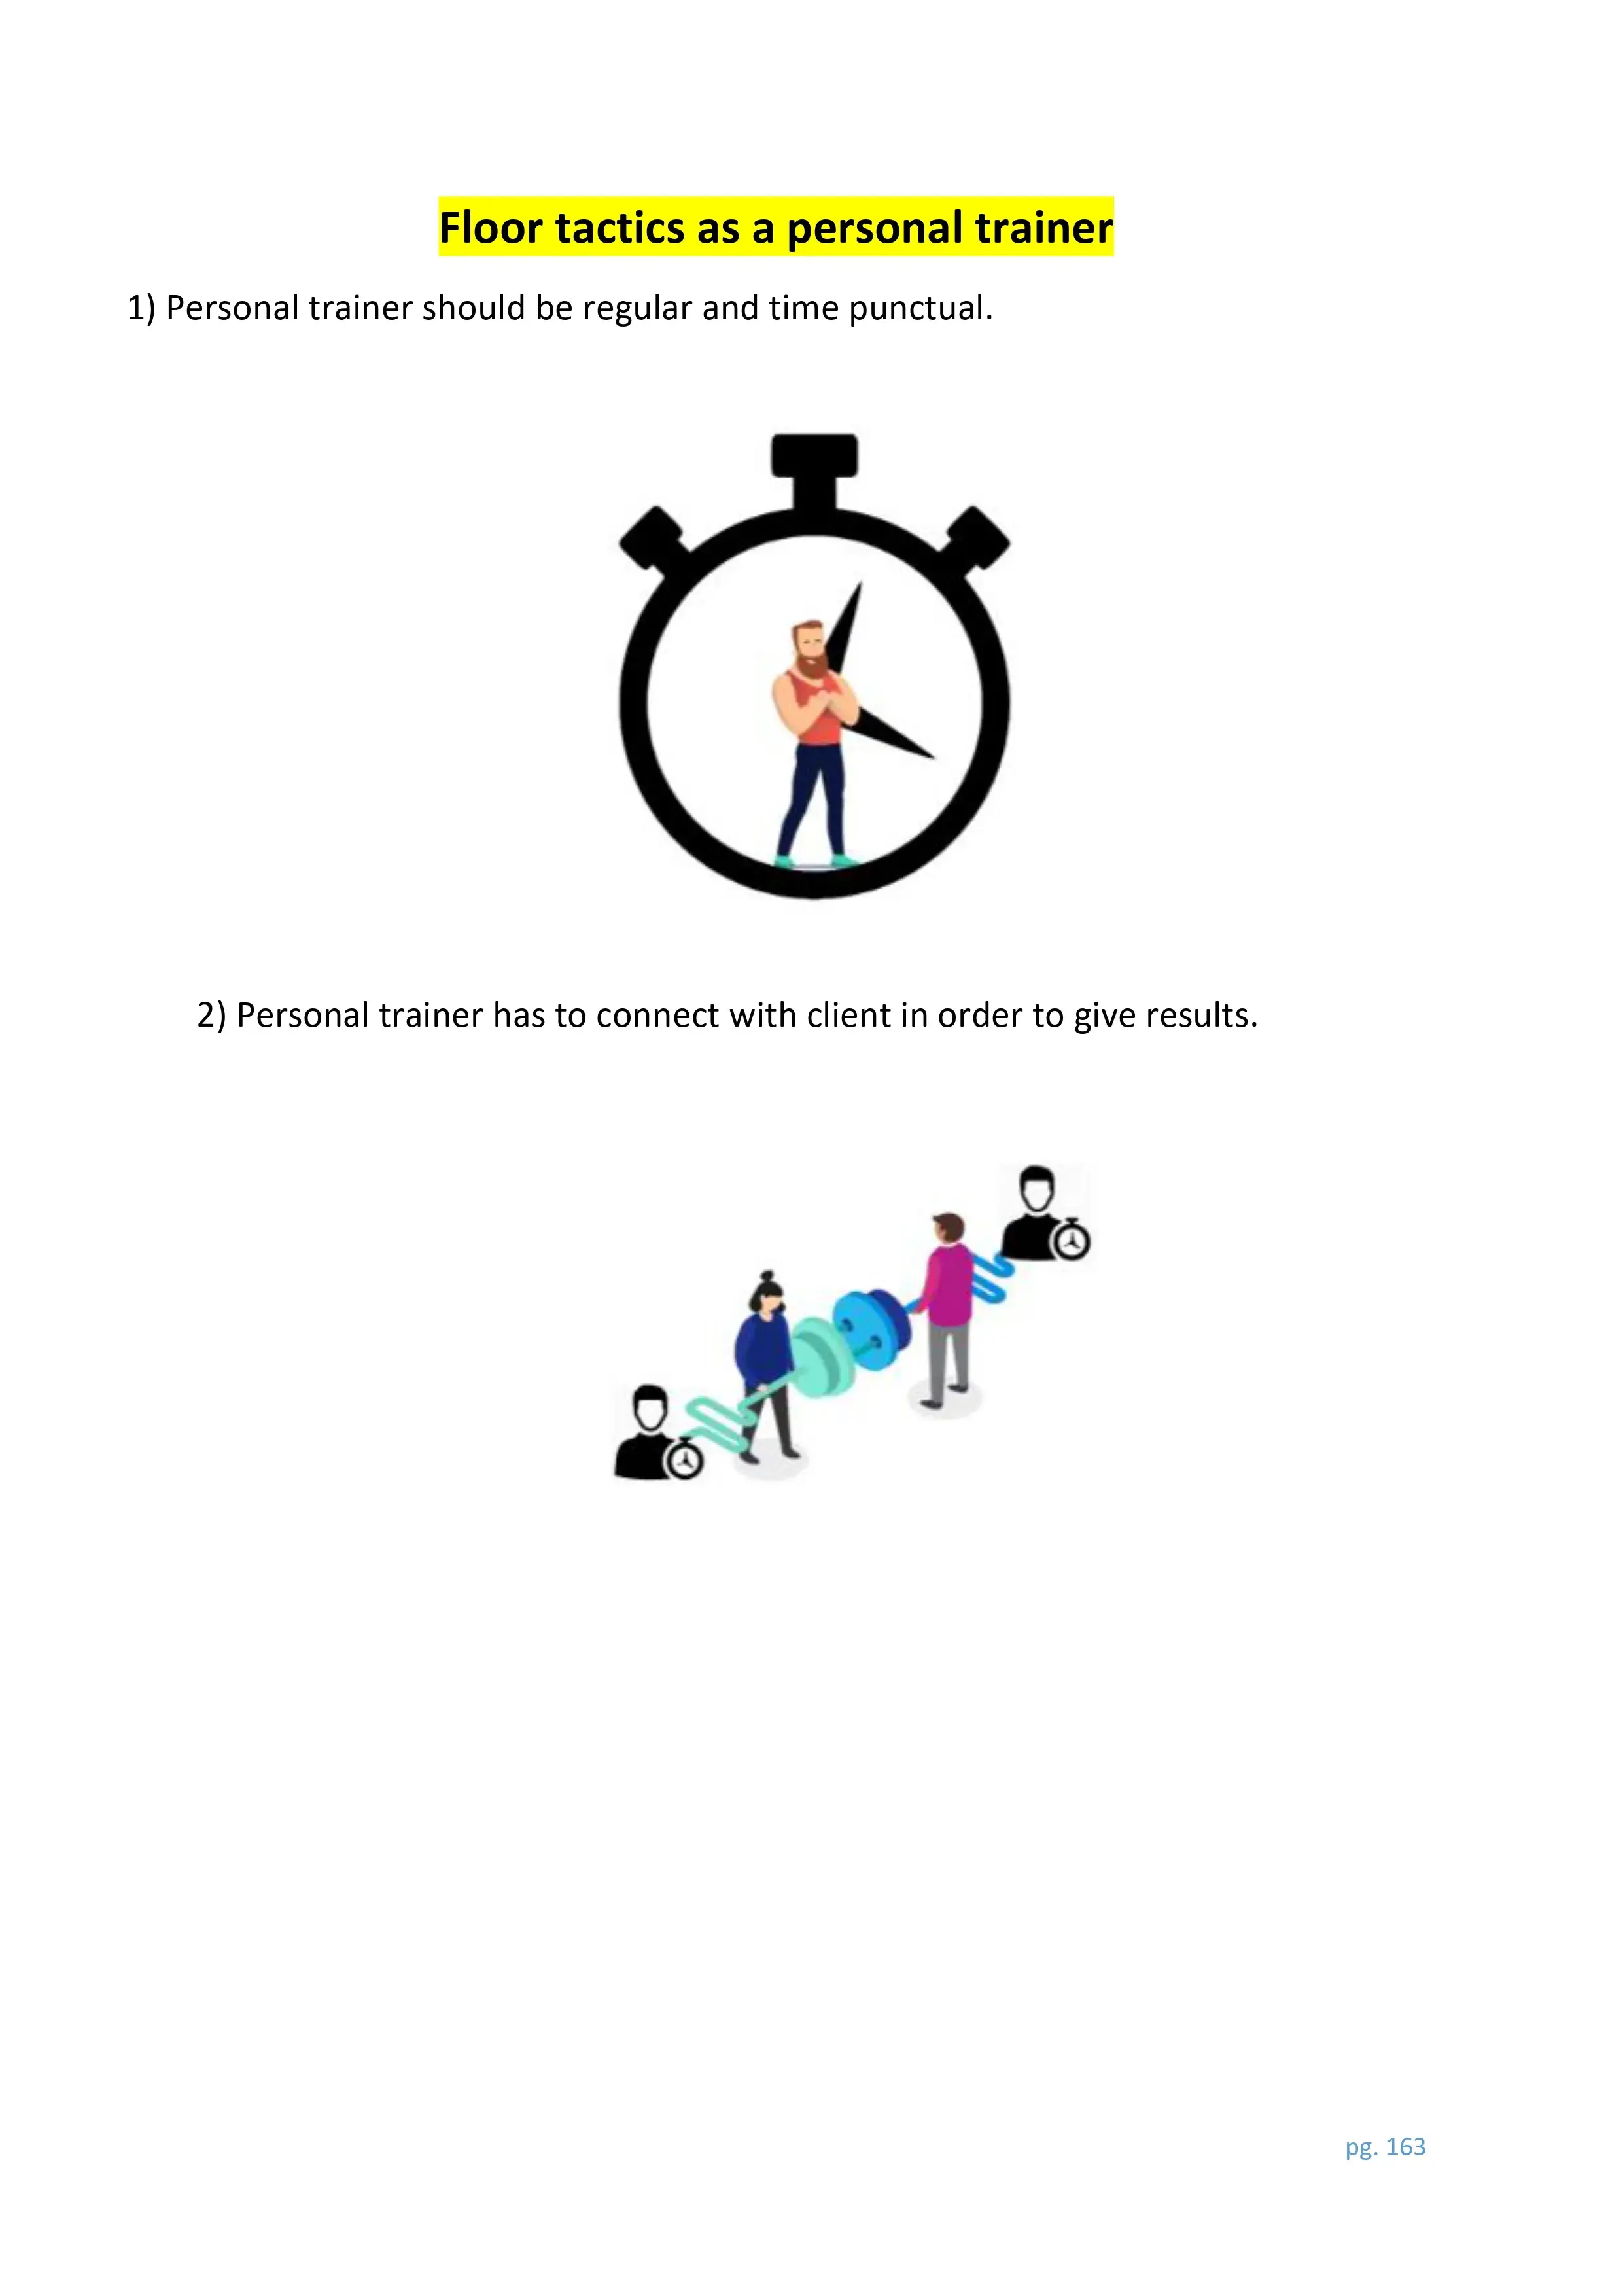 Floor tactics as a personal trainer
1) Personal trainer should be regular and time punctual.
2) Personal trainer has to connect with client in order to give results.
pg. 163